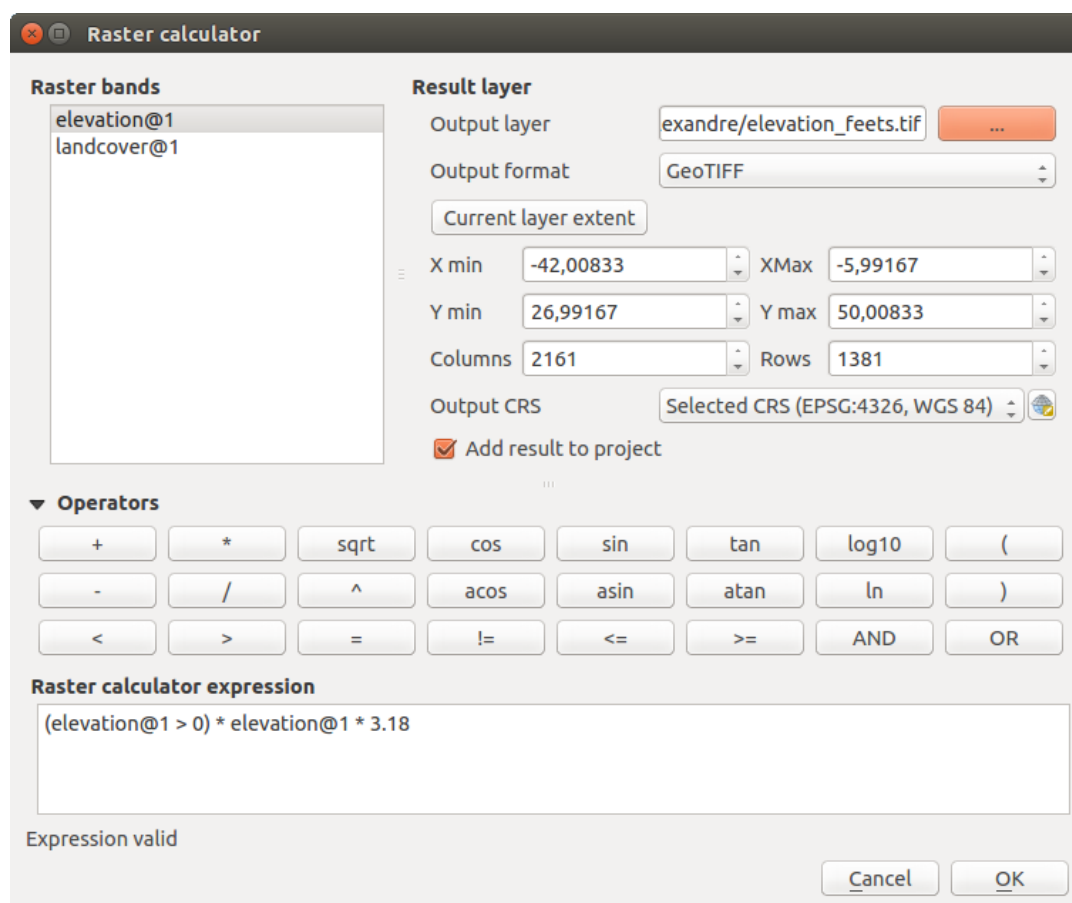 Raster calculator
Raster bands
elevation@1
landcover@1
Result layer
Output layer exandre/elevation_feets.tif ...
Output format GeoTIFF
Current layer extent
X min -42,00833 XMax -5,99167
Y min 26,99167 Y max 50,00833
Columns 2161 Rows 1381
Output CRS Selected CRS (EPSG:4326, WGS 84)
Add result to project
Operators
+ * sqrt cos sin tan log10 (
- / ^ acos asin atan ln )
< > = != <= >= AND OR
Raster calculator expression
(elevation@1 > 0) * elevation@1 * 3.18
Expression valid
Cancel OK